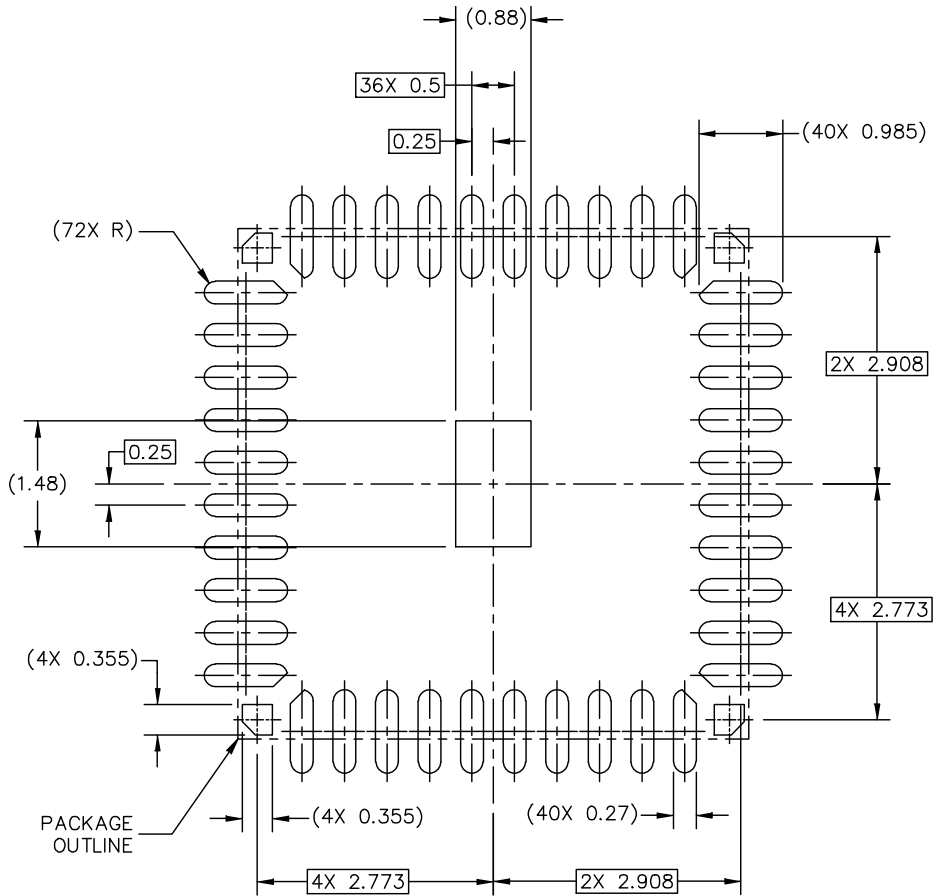 (0.88)
36X 0.5
0.25
(40X 0.985)
(72X R)
2X 2.908
0.25
(1.48)
4X 2.773
(4X 0.355)
(4X 0.355)
(40X 0.27)
PACKAGE
OUTLINE
4X 2.773
2X 2.908